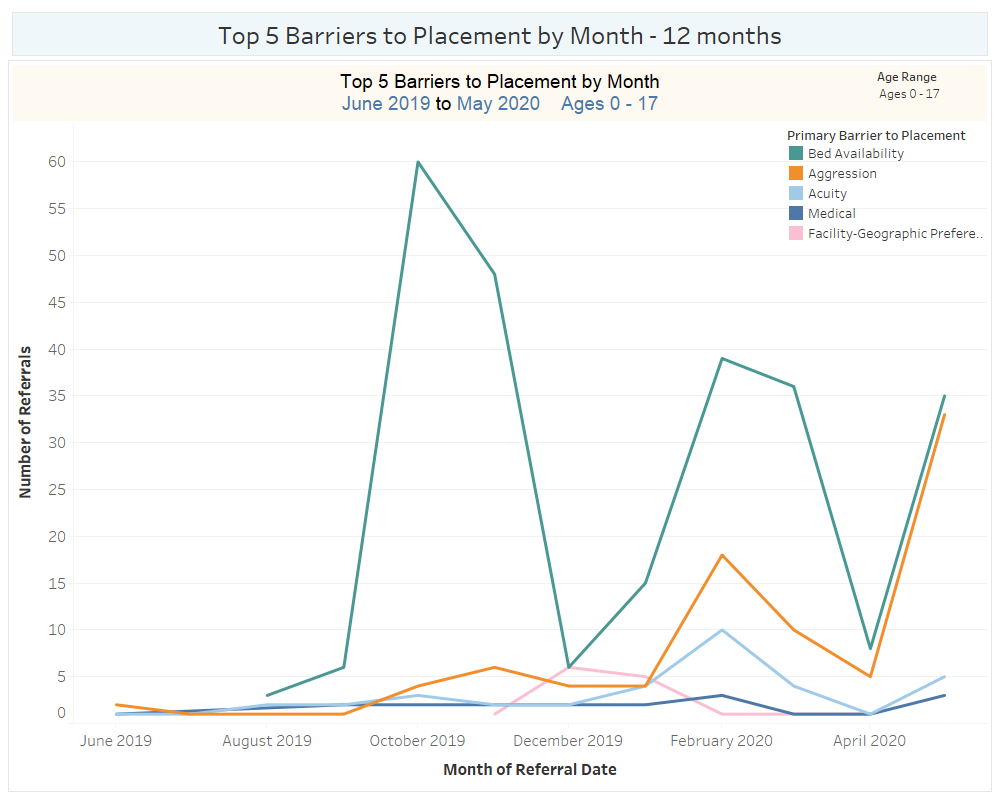 Top 5 Barriers to Placement by Month - 12 months
Top 5 Barriers to Placement by Month
June 2019 to May 2020 Ages 0 - 17
Age Range
Ages 0 - 17
Primary Barrier to Placement
Bed Availability
Aggression
Acuity
Medical
Facility-Geographic Prefere..
60
55
50
45
40
35
30
25
20
15
10
5
0
Number of Referrals
June 2019
August 2019
October 2019
December 2019
February 2020
April 2020
Month of Referral Date